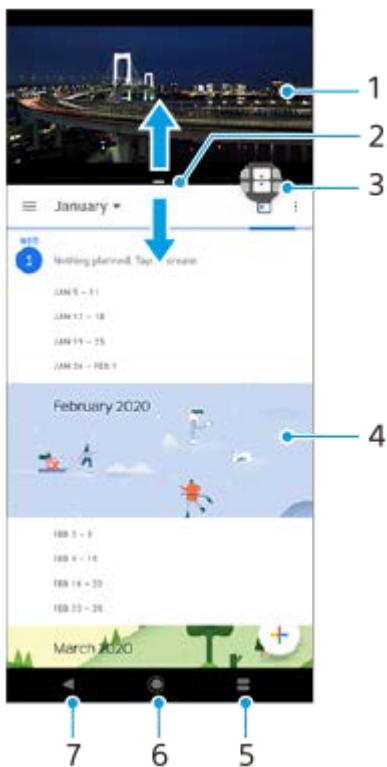 1
2
3
January
WED
1
Nothing planned. Tap to create.
JAN 5 – 11
JAN 12 – 18
JAN 19 – 25
JAN 26 – FEB 1
February 2020
4
FEB 2 – 8
FEB 9 – 15
FEB 16 – 22
FEB 23 – 29
March 2020
7
6
5